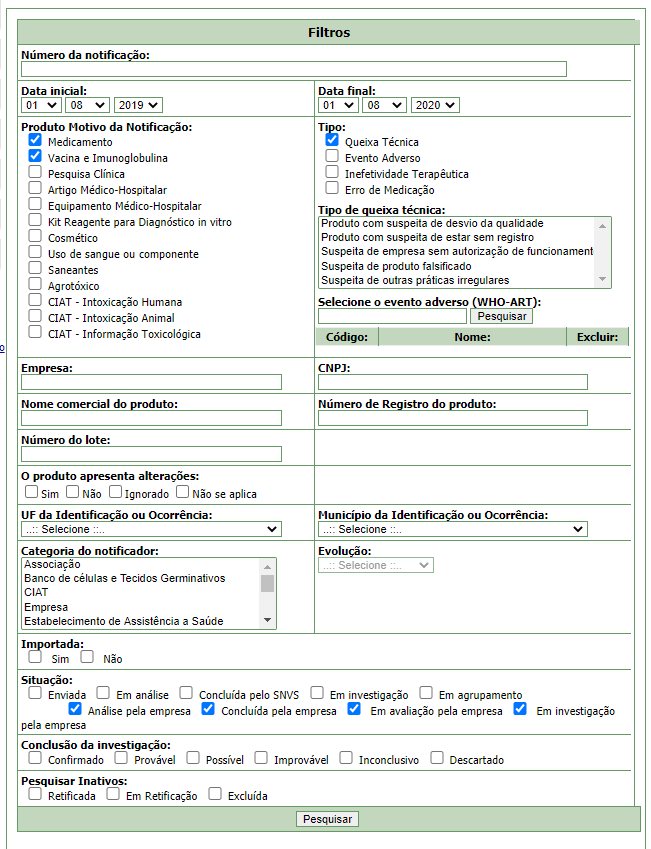 Filtros
Número da notificação:
Data inicial:
01 08 2019
Data final:
01 08 2020
Produto Motivo da Notificação:
Medicamento
Vacina e Imunoglobulina
Pesquisa Clínica
Artigo Médico-Hospitalar
Equipamento Médico-Hospitalar
Kit Reagente para Diagnóstico in vitro
Cosmético
Uso de sangue ou componente
Saneantes
Agrotóxico
CIAT - Intoxicação Humana
CIAT - Intoxicação Animal
CIAT - Informação Toxicológica
Tipo:
Queixa Técnica
Evento Adverso
Inefetividade Terapêutica
Erro de Medicação
Tipo de queixa técnica:
Produto com suspeita de desvio da qualidade
Produto com suspeita de estar sem registro
Suspeita de empresa sem autorização de funcionament
Suspeita de produto falsificado
Suspeita de outras práticas irregulares
Selecione o evento adverso (WHO-ART):
Pesquisar
Código: Nome: Excluir:
o
Empresa:
CNPJ:
Nome comercial do produto:
Número de Registro do produto:
Número do lote:
O produto apresenta alterações:
Sim Não Ignorado Não se aplica
UF da Identificação ou Ocorrência:
..:: Selecione ::..
Município da Identificação ou Ocorrência:
..:: Selecione ::..
Categoria do notificador:
Associação
Banco de células e Tecidos Germinativos
CIAT
Empresa
Estabelecimento de Assistência a Saúde
Evolução:
..:: Selecione ::..
Importada:
Sim Não
Situação:
Enviada Em análise Concluída pelo SNVS Em investigação Em agrupamento
Análise pela empresa Concluída pela empresa Em avaliação pela empresa Em investigação
pela empresa
Conclusão da investigação:
Confirmado Provável Possível Improvável Inconclusivo Descartado
Pesquisar Inativos:
Retificada Em Retificação Excluída
Pesquisar